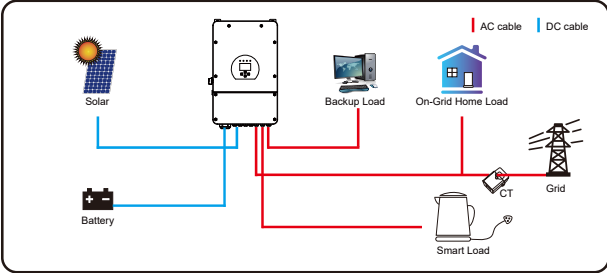 AC cable
DC cable
Solar
Backup Load
On-Grid Home Load
CT
Grid
Battery
Smart Load